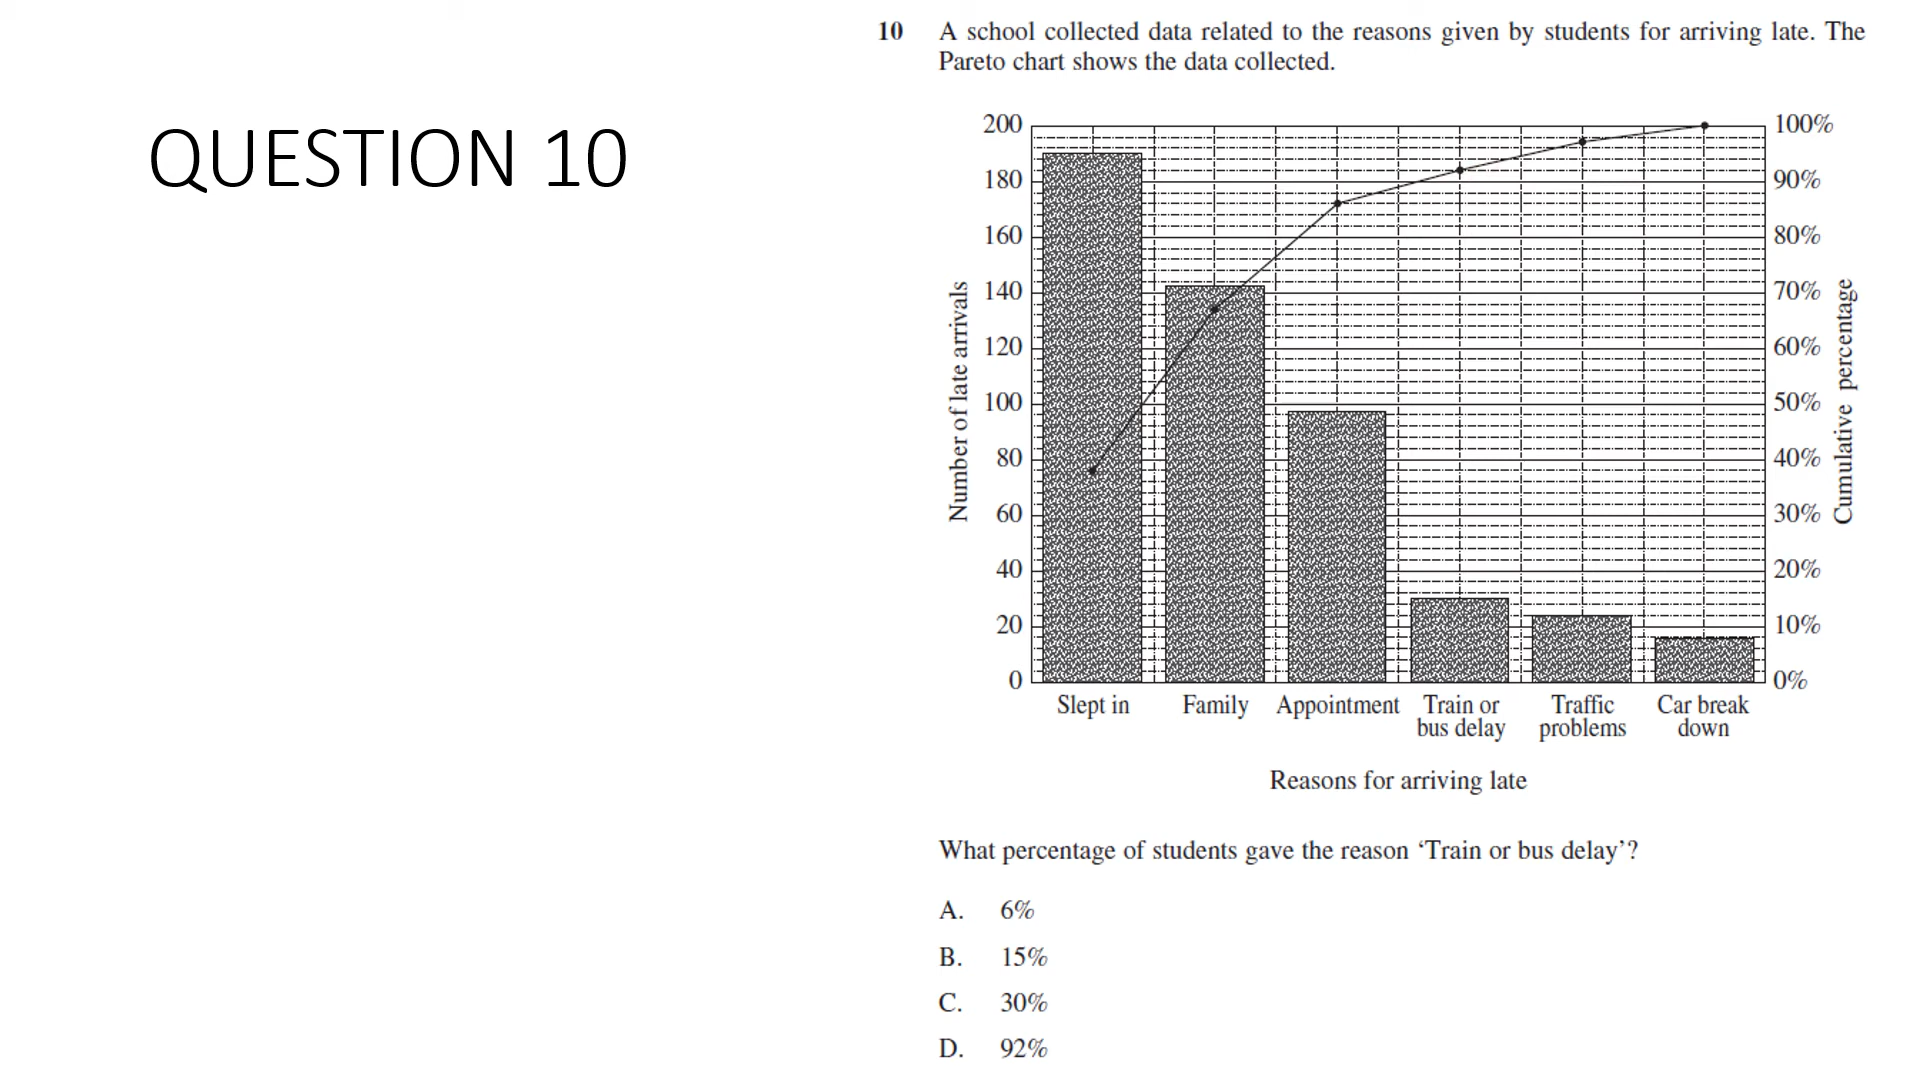 QUESTION 10
10 A school collected data related to the reasons given by students for arriving late. The
Pareto chart shows the data collected.
200
180
160
140
120
100
80
60
40
20
0
Number of late arrivals
100%
90%
80%
70%
60%
50%
40%
30%
20%
10%
0%
Cumulative percentage
Slept in
Family
Appointment
Train or
bus delay
Traffic
problems
Car break
down
Reasons for arriving late
What percentage of students gave the reason ‘Train or bus delay’?
A. 6%
B. 15%
C. 30%
D. 92%